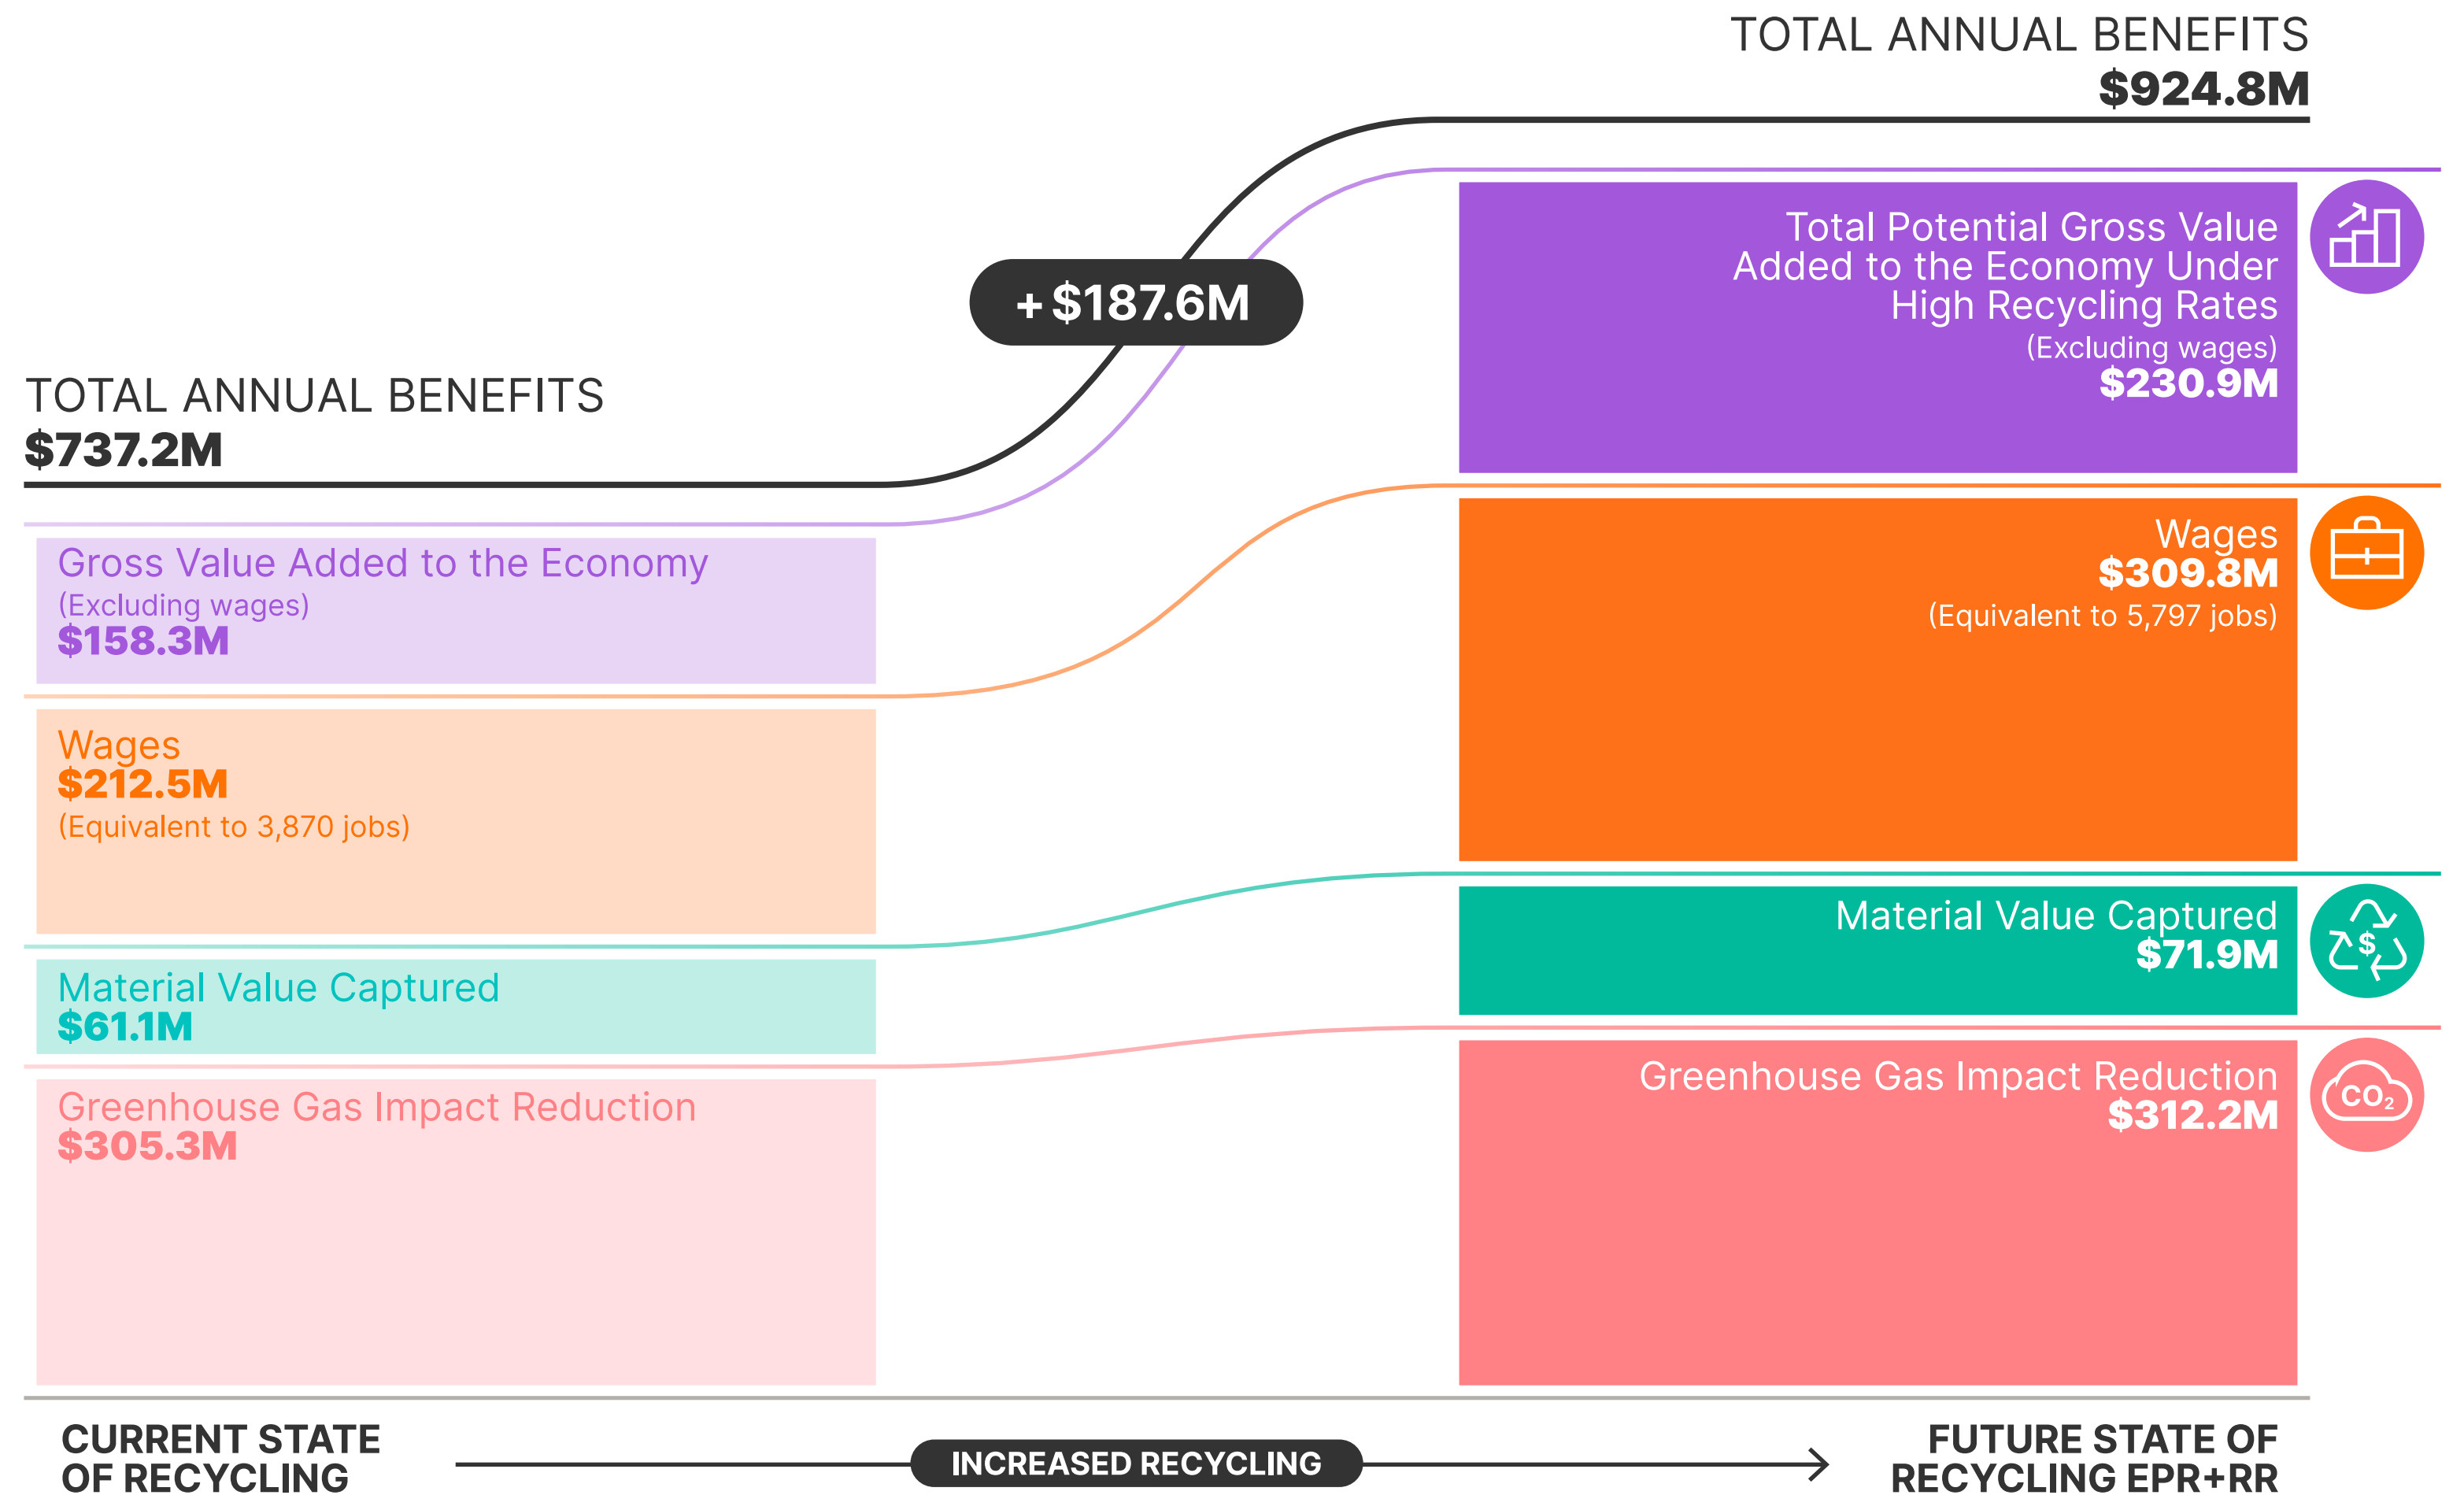 TOTAL ANNUAL BENEFITS
$924.8M
+ $187.6M
TOTAL ANNUAL BENEFITS
$737.2M
Total Potential Gross Value
Added to the Economy Under
High Recycling Rates
(Excluding wages)
$230.9M
Gross Value Added to the Economy
(Excluding wages)
$158.3M
Wages
$309.8M
(Equivalent to 5,797 jobs)
Wages
$212.5M
(Equivalent to 3,870 jobs)
Material Value Captured
$71.9M
$
Material Value Captured
$61.1M
Greenhouse Gas Impact Reduction
$312.2M
CO₂
Greenhouse Gas Impact Reduction
$305.3M
CURRENT STATE
OF RECYCLING
INCREASED RECYCLING
FUTURE STATE OF
RECYCLING EPR+RR